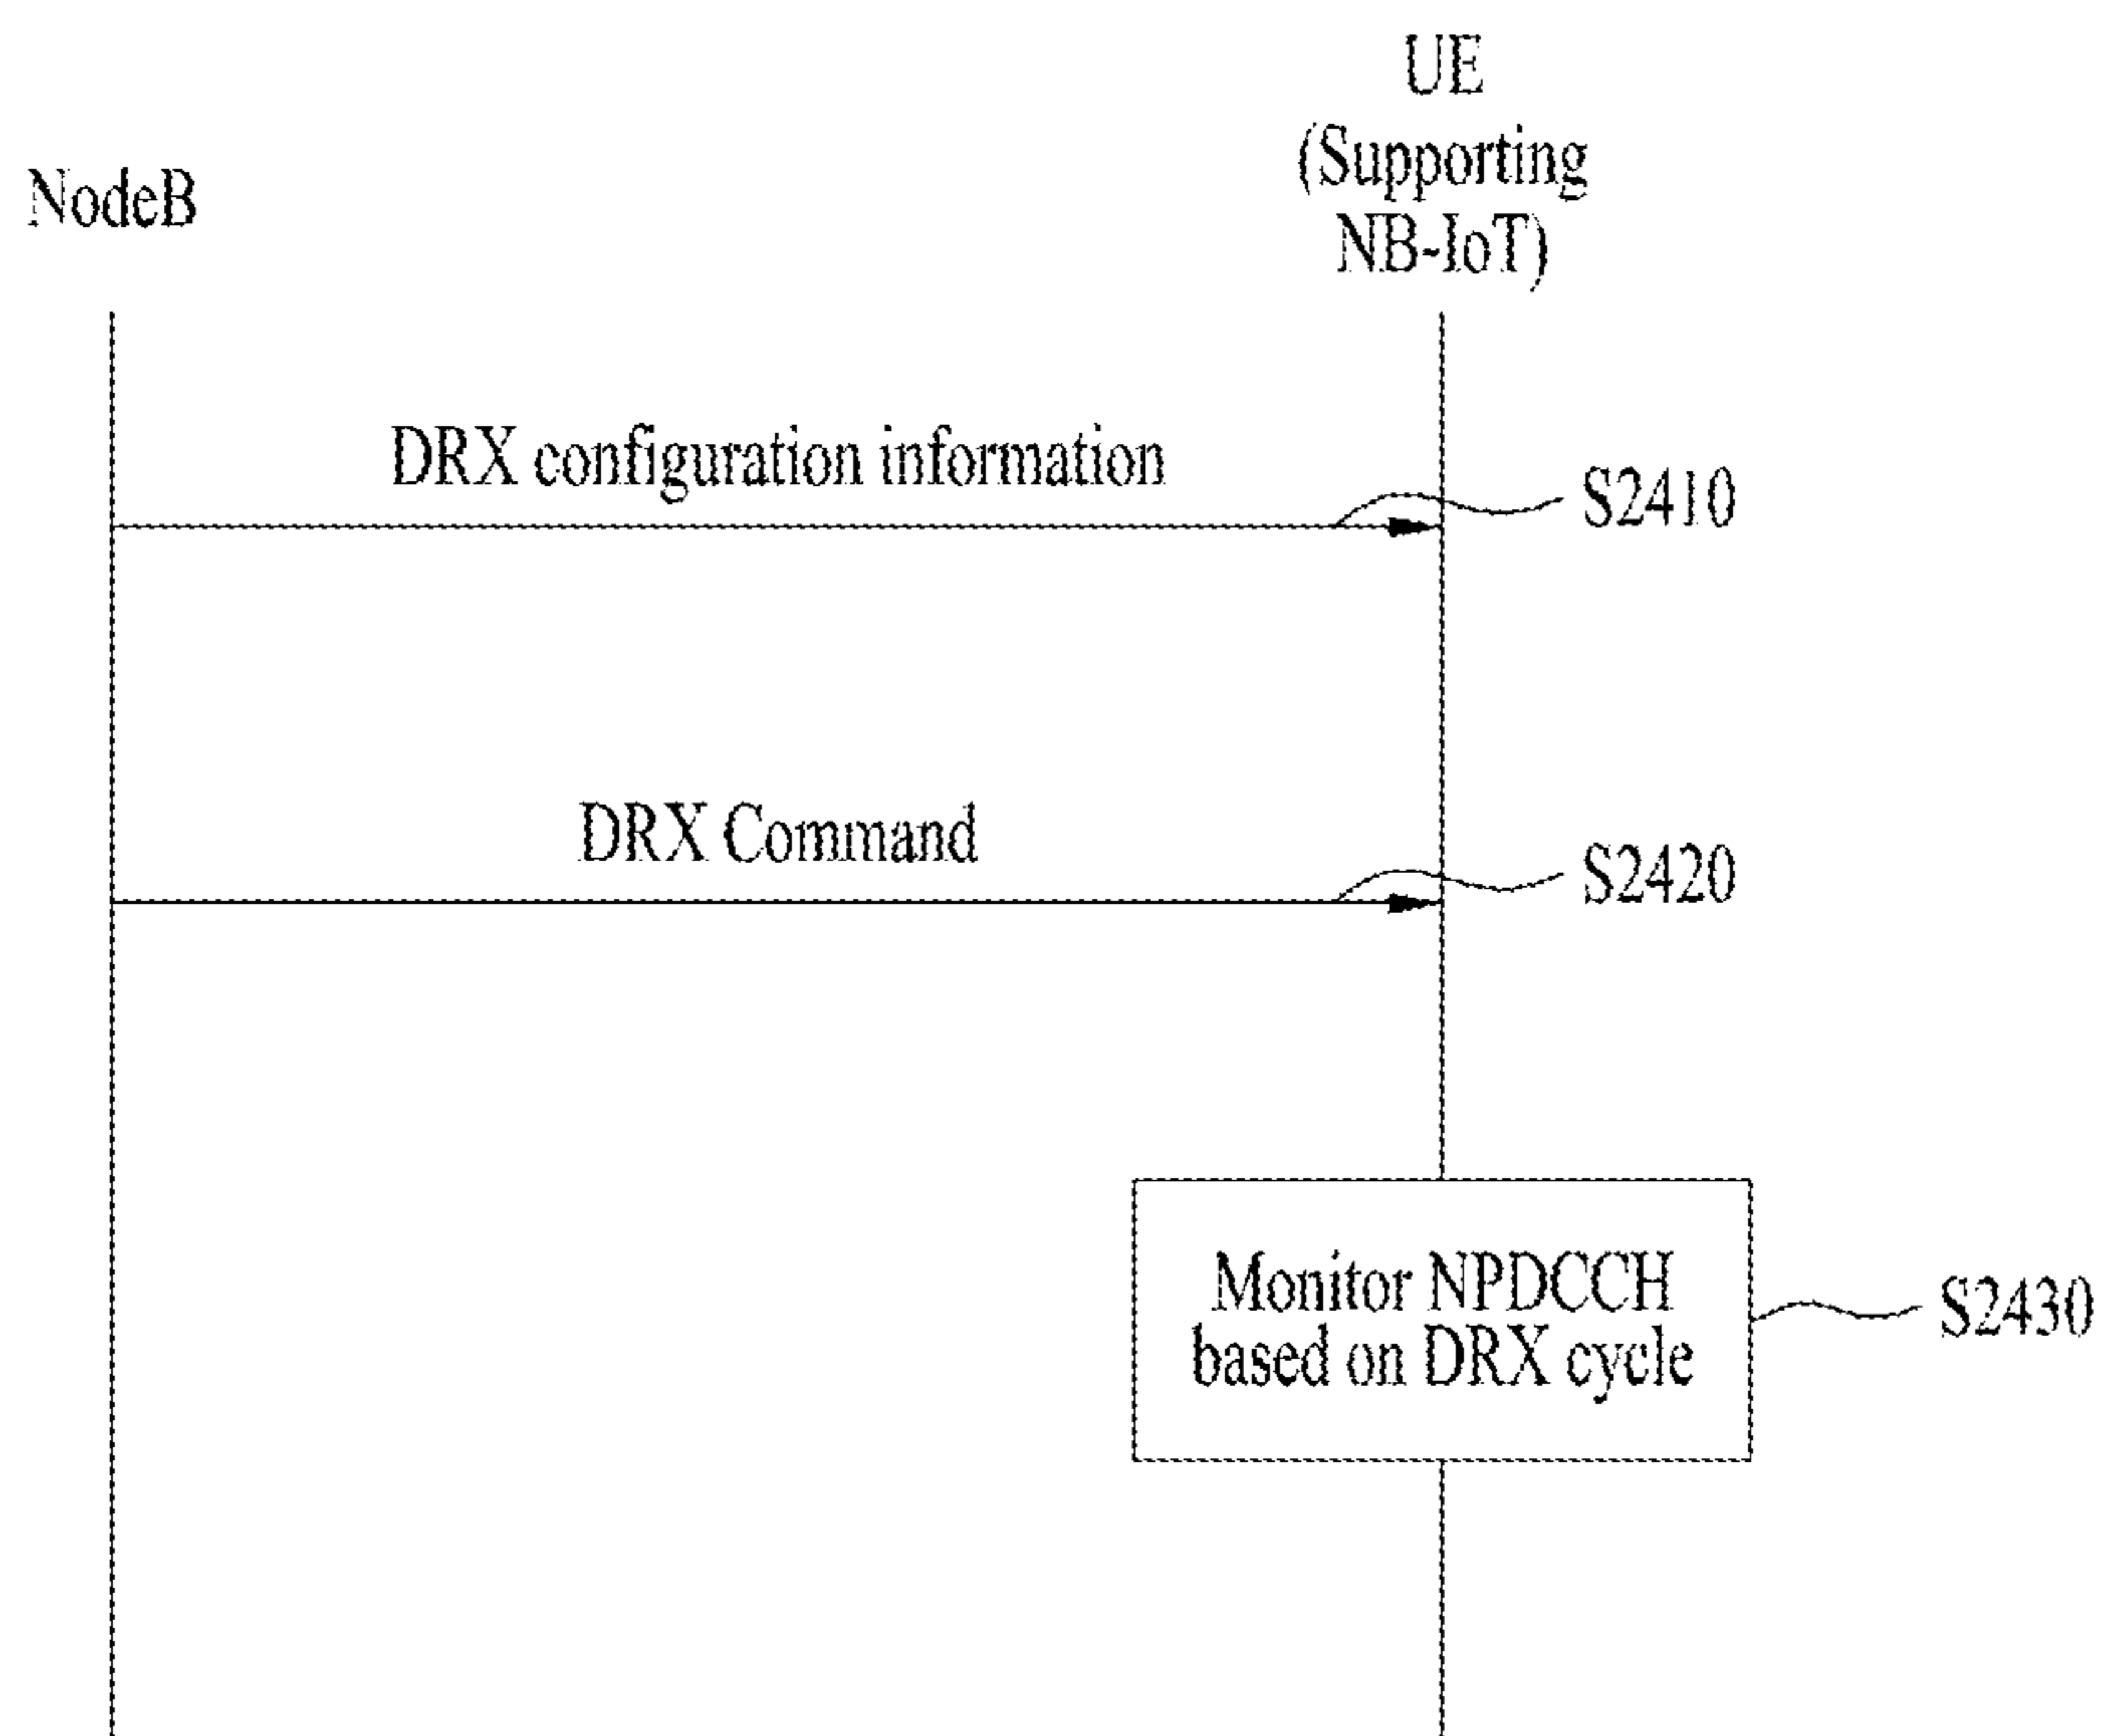 UE
(Supporting
NB-IoT)
NodeB
DRX configuration information
S2410
DRX Command
S2420
Monitor NPDCCH
based on DRX cycle
S2430